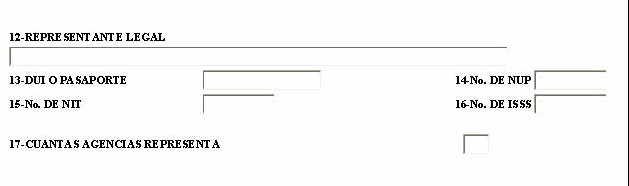 12-REPRESENTANTE LEGAL
13-DUI O PASAPORTE 14-No. DE NUP
15-No. DE NIT 16-No. DE ISSS
17-CUANTAS AGENCIAS REPRESENTA